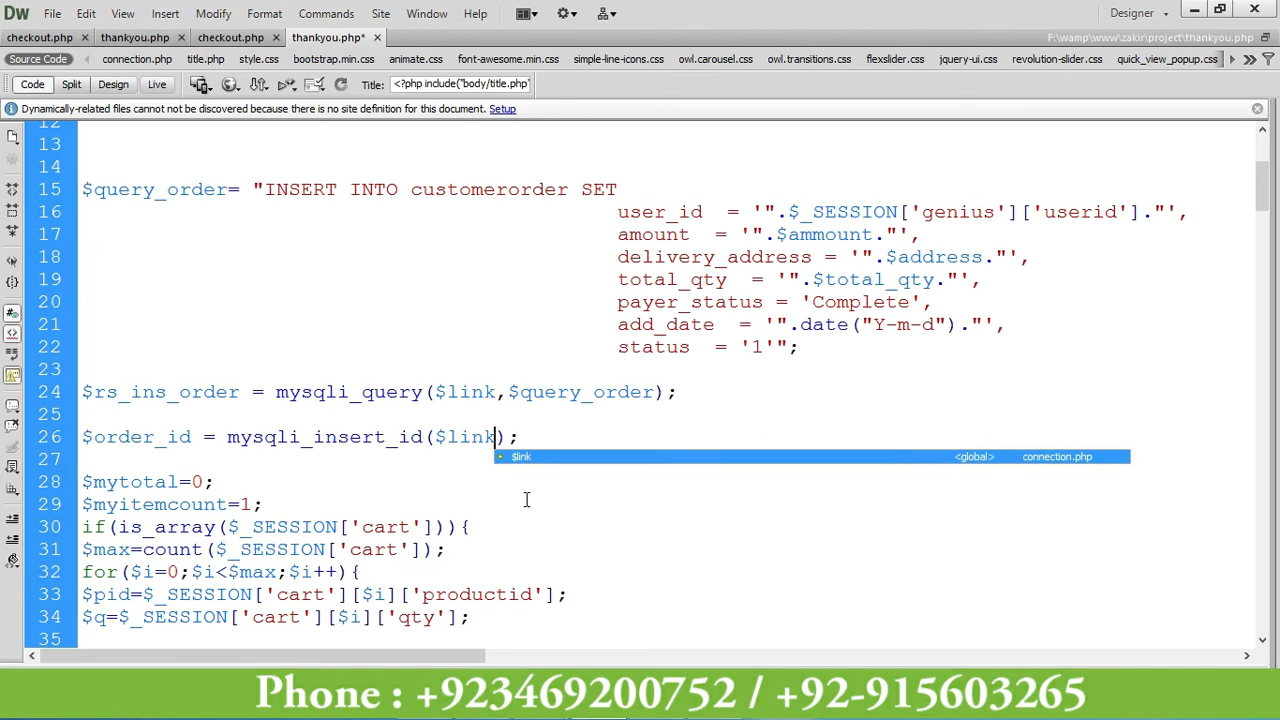 Dw File Edit View Insert Modify Format Commands Site Window Help Designer
checkout.php × thankyou.php × checkout.php × thankyou.php* × F:\wamp\www\zakir\project\thankyou.php
Source Code connection.php title.php style.css bootstrap.min.css animate.css font-awesome.min.css simple-line-icons.css owl.carousel.css owl.transitions.css flexslider.css jquery-ui.css revolution-slider.css quick_view_popup.css
Code Split Design Live Title: <?php include("body/title.php"
Dynamically-related files cannot not be discovered because there is no site definition for this document. Setup
12
13
14
15 $query_order= "INSERT INTO customerorder SET
16 user_id = '".$_SESSION['genius']['userid']."',
17 amount = '".$ammount."',
18 delivery_address = '".$address."',
19 total_qty = '".$total_qty."',
20 payer_status = 'Complete',
21 add_date = '".date("Y-m-d")."',
22 status = '1'";
23
24 $rs_ins_order = mysqli_query($link,$query_order);
25
26 $order_id = mysqli_insert_id($link);
$link <global> connection.php
27
28 $mytotal=0;
29 $myitemcount=1;
30 if(is_array($_SESSION['cart'])){
31 $max=count($_SESSION['cart']);
32 for($i=0;$i<$max;$i++){
33 $pid=$_SESSION['cart'][$i]['productid'];
34 $q=$_SESSION['cart'][$i]['qty'];
35
Phone : +923469200752 / +92-915603265